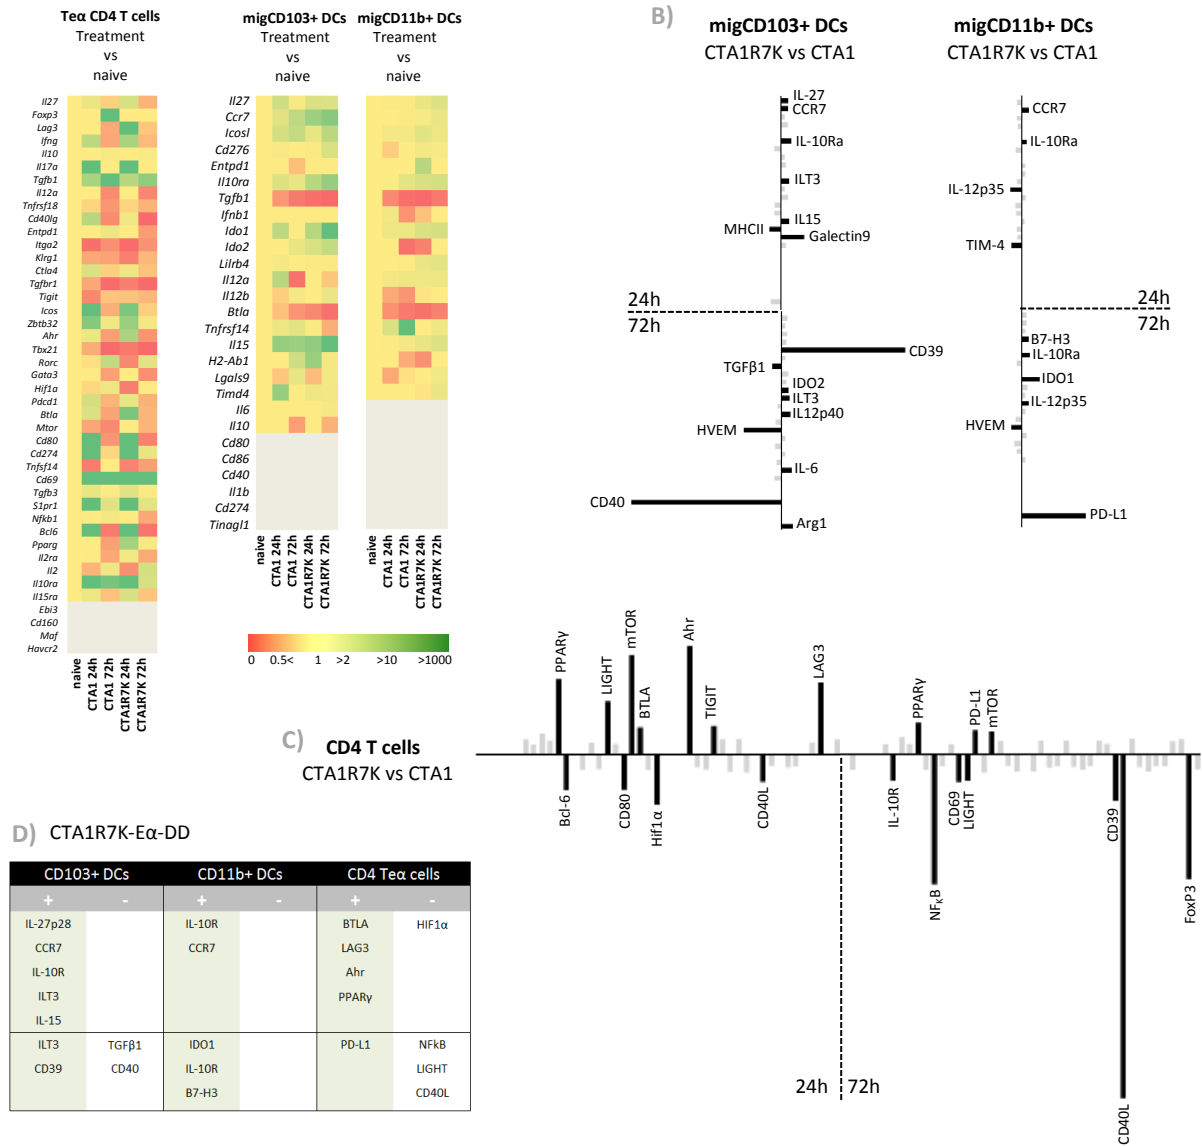 Teα CD4 T cells
Treatment
vs
naive
migCD103+ DCs
Treatment
vs
naive
migCD11b+ DCs
Treament
vs
naive
Il27
Foxp3
Lag3
Ifng
Il10
Il17a
Tgfb1
Il12a
Tnfrsf18
Cd40lg
Entpd1
Itga2
Klrg1
Ctla4
Tgfbr1
Tigit
Icos
Zbtb32
Ahr
Tbx21
Rorc
Gata3
Hif1a
Pdcd1
Btla
Mtor
Cd80
Cd274
Tnfsf14
Cd69
Tgfb3
S1pr1
Nfkb1
Bcl6
Pparg
Il2ra
Il2
Il10ra
Il15ra
Ebi3
Cd160
Maf
Havcr2
naive
CTA1 24h
CTA1 72h
CTA1R7K 24h
CTA1R7K 72h
Il27
Ccr7
Icosl
Cd276
Entpd1
Il10ra
Tgfb1
Ifnb1
Ido1
Ido2
Lilrb4
Il12a
Il12b
Btla
Tnfrsf14
Il15
H2-Ab1
Lgals9
Timd4
Il6
Il10
Cd80
Cd86
Cd40
Il1b
Cd274
Tinagl1
naive
CTA1 24h
CTA1 72h
CTA1R7K 24h
CTA1R7K 72h
naive
CTA1 24h
CTA1 72h
CTA1R7K 24h
CTA1R7K 72h
0 0.5< 1 >2 >10 >1000
B)
migCD103+ DCs
CTA1R7K vs CTA1
IL-27
CCR7
IL-10Ra
ILT3
IL15
MHCII
Galectin9
24h
72h
CD39
TGFβ1
IDO2
ILT3
IL12p40
HVEM
IL-6
CD40
Arg1
migCD11b+ DCs
CTA1R7K vs CTA1
CCR7
IL-10Ra
IL-12p35
TIM-4
24h
72h
B7-H3
IL-10Ra
IDO1
IL-12p35
HVEM
PD-L1
C) CD4 T cells
CTA1R7K vs CTA1
PPARγ
LIGHT
mTOR
BTLA
Ahr
TIGIT
LAG3
PPARγ
PD-L1
mTOR
Bcl-6
CD80
Hif1α
CD40L
IL-10R
NFκB
CD69
LIGHT
CD39
CD40L
FoxP3
24h 72h
D) CTA1R7K-Eα-DD
CD103+ DCs CD11b+ DCs CD4 Teα cells
+ - + - + -
IL-27p28 IL-10R BTLA HIF1α
CCR7 CCR7 LAG3
IL-10R Ahr
ILT3 PPARγ
IL-15
ILT3 TGFβ1 IDO1 PD-L1 NFkB
CD39 CD40 IL-10R LIGHT
B7-H3 CD40L